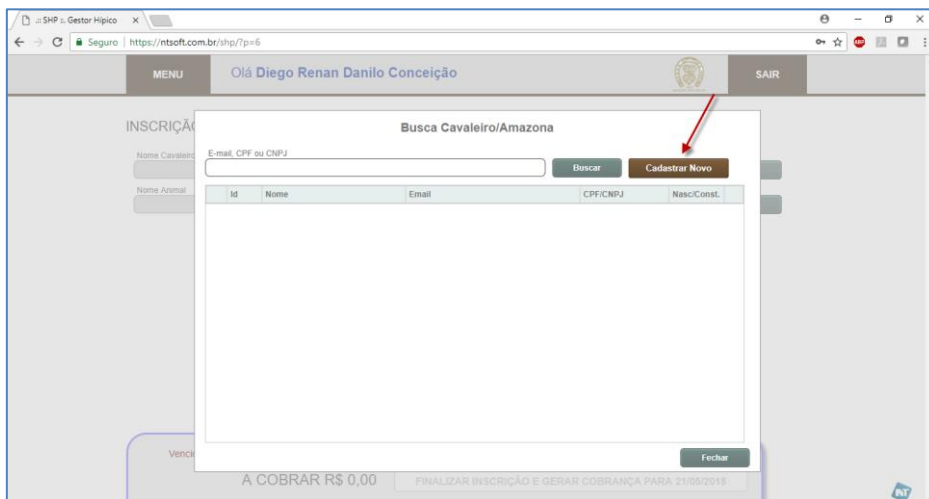 .:: SHP ::. Gestor Hípico
Seguro | https://ntsoft.com.br/shp/?p=6
MENU
Olá Diego Renan Danilo Conceição
SAIR
INSCRIÇÃ
Busca Cavaleiro/Amazona
Nome Cavaleiro
E-mail, CPF ou CNPJ
Buscar
Cadastrar Novo
Nome Animal
Id Nome Email CPF/CNPJ Nasc/Const.
Venci
Fechar
A COBRAR R$ 0,00
FINALIZAR INSCRIÇÃO E GERAR COBRANÇA PARA 21/05/2018
NT